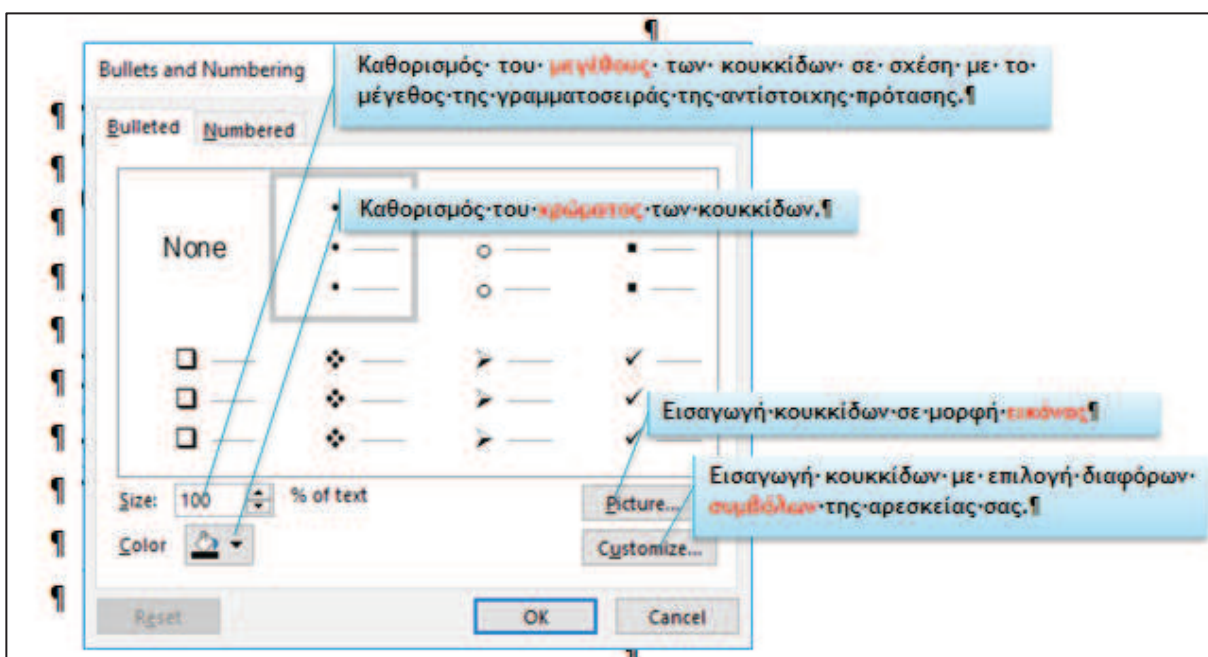 ¶
Bullets and Numbering
Καθορισμός· του· μεγέθους· των· κουκκίδων· σε· σχέση· με· το·
μέγεθος·της·γραμματοσειράς·της·αντίστοιχης·πρότασης.¶
¶
Bulleted Numbered
¶
¶
Καθορισμός·του·χρώματος·των·κουκκίδων.¶
None
¶
¶
¶
¶
Εισαγωγή·κουκκίδων·σε·μορφή·εικόνας¶
Εισαγωγή· κουκκίδων· με· επιλογή· διαφόρων·
συμβόλων·της·αρεσκείας·σας.¶
¶
Size: 100 % of text
Picture...
¶
Color
Customize...
¶
Reset OK Cancel
¶